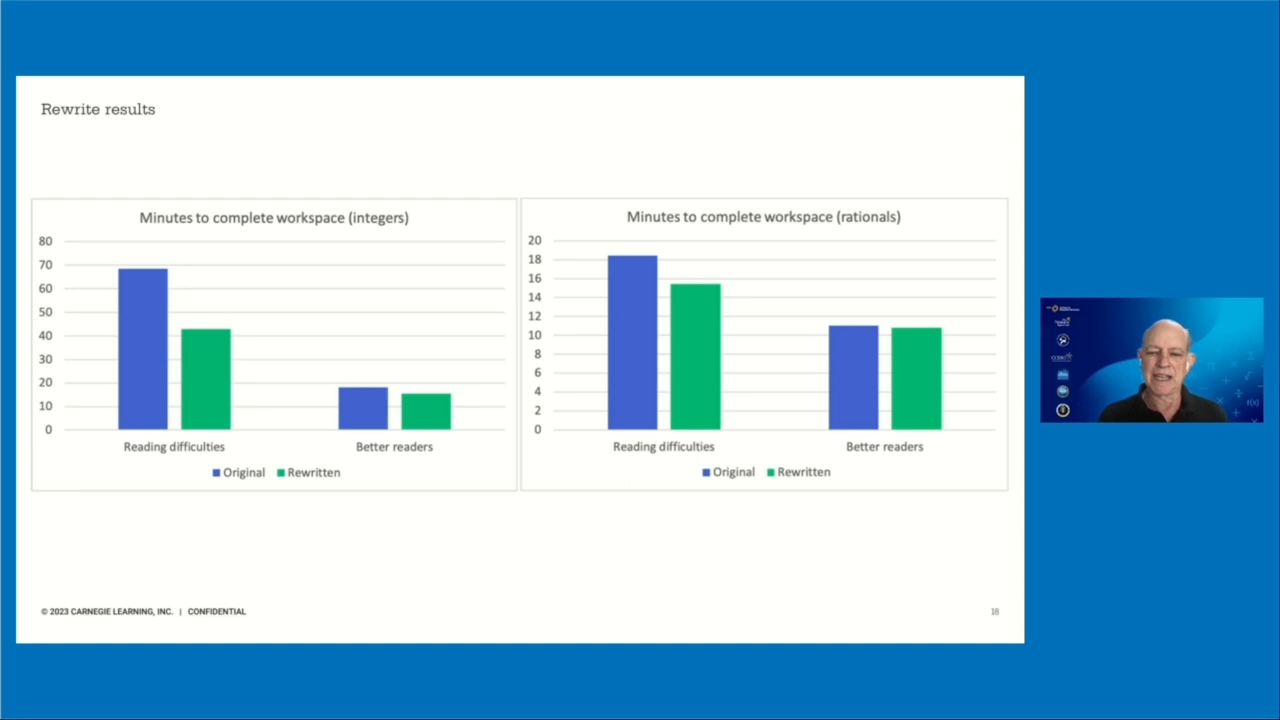 Rewrite results
Minutes to complete workspace (integers)
80
70
60
50
40
30
20
10
0
Reading difficulties
Better readers
Original
Rewritten
Minutes to complete workspace (rationals)
20
18
16
14
12
10
8
6
4
2
0
Reading difficulties
Better readers
Original
Rewritten
© 2023 CARNEGIE LEARNING, INC. | CONFIDENTIAL
18
f(x)